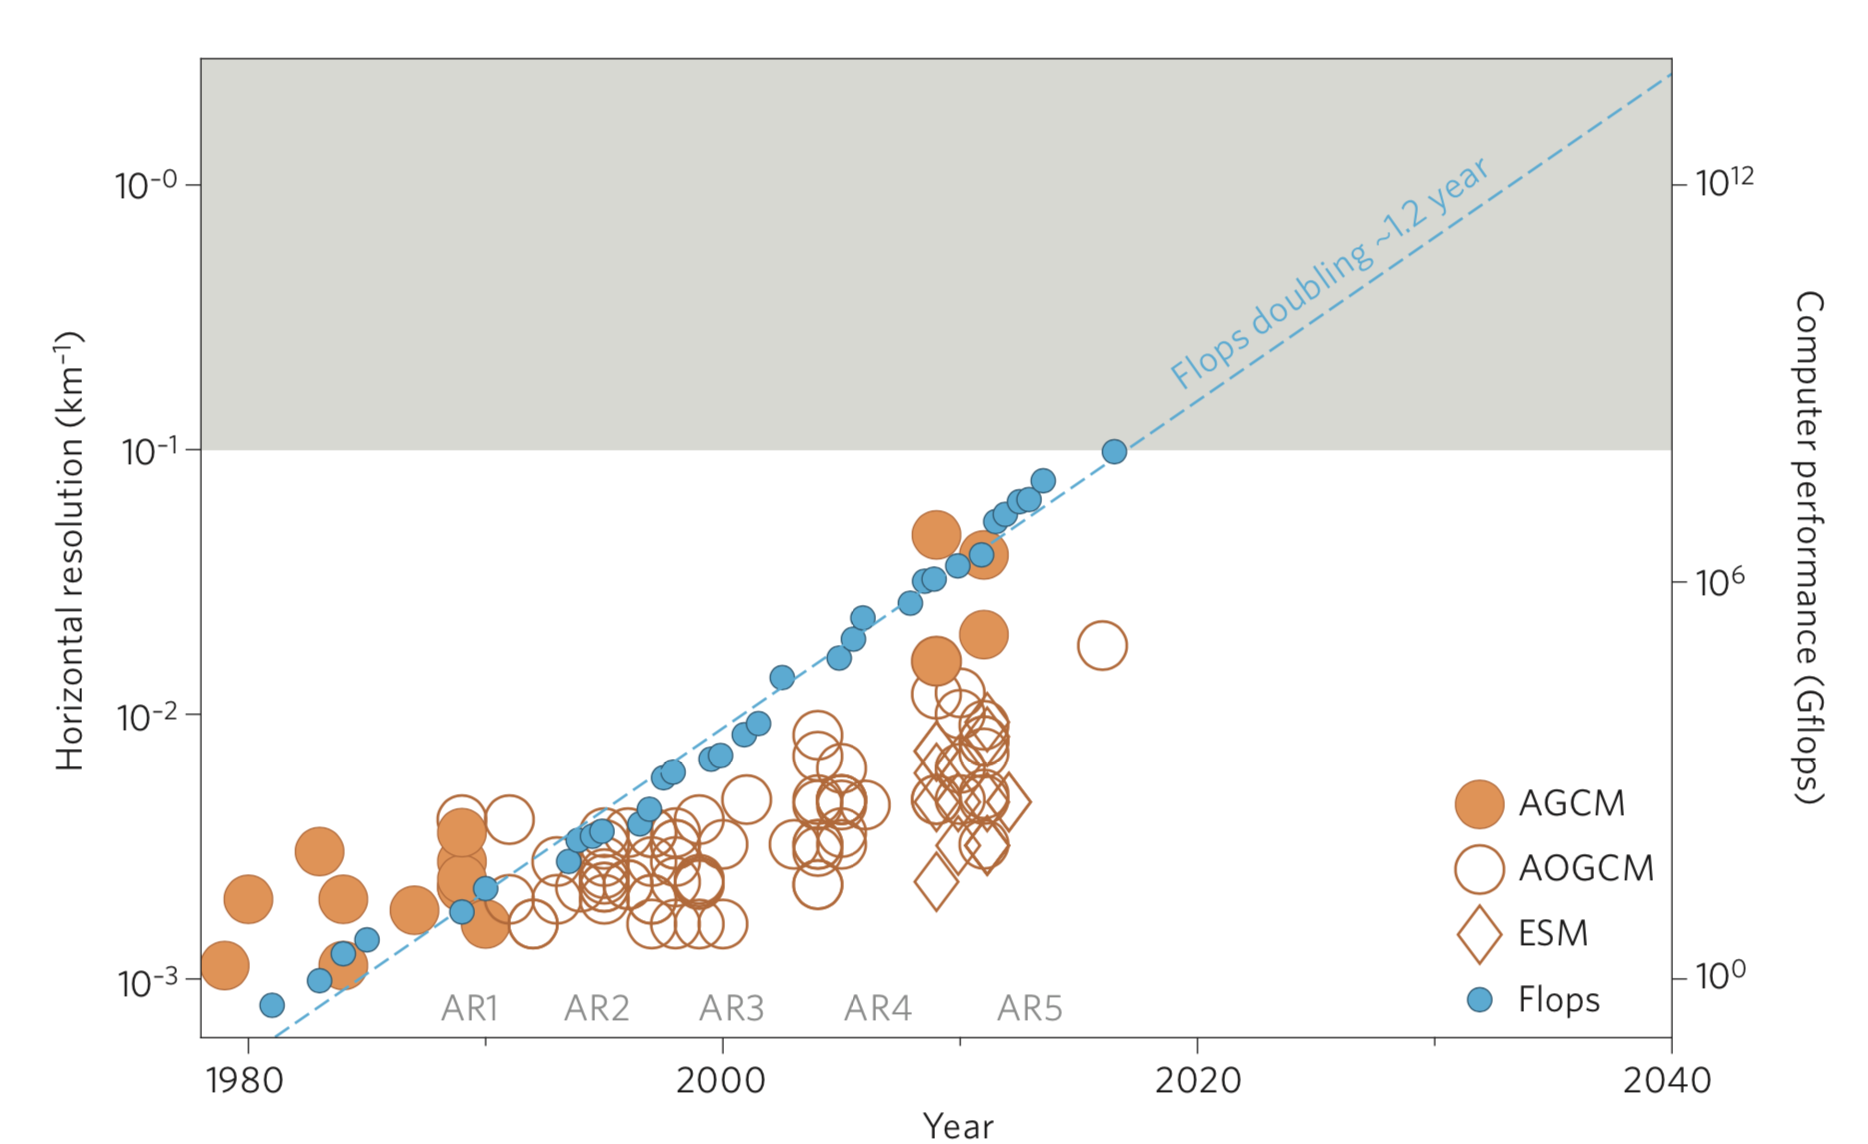 10⁻⁰
10⁻¹
10⁻²
10⁻³
Horizontal resolution (km⁻¹)
10¹²
10⁶
10⁰
Computer performance (Gflops)
Flops doubling ~1.2 year
AGCM
AOGCM
ESM
Flops
AR1 AR2 AR3 AR4 AR5
1980 2000 2020 2040
Year